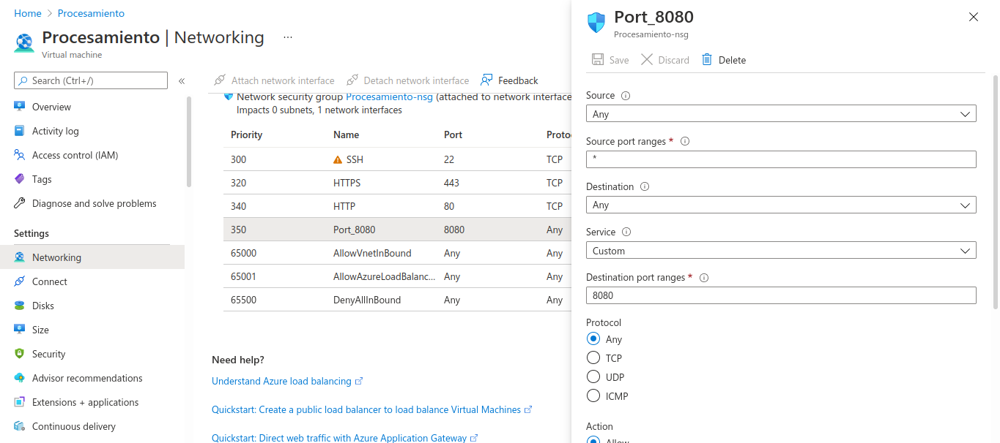 Home > Procesamiento
Procesamiento | Networking ...
Virtual machine
Search (Ctrl+/) «
Overview
Activity log
Access control (IAM)
Tags
Diagnose and solve problems
Settings
Networking
Connect
Disks
Size
Security
Advisor recommendations
Extensions + applications
Continuous delivery
Attach network interface Detach network interface Feedback
Network security group Procesamiento-nsg (attached to network interface
Impacts 0 subnets, 1 network interfaces
Priority Name Port Proto
300 SSH 22 TCP
320 HTTPS 443 TCP
340 HTTP 80 TCP
350 Port_8080 8080 Any
65000 AllowVnetInBound Any Any
65001 AllowAzureLoadBalanc... Any Any
65500 DenyAllInBound Any Any
Need help?
Understand Azure load balancing
Quickstart: Create a public load balancer to load balance Virtual Machines
Quickstart: Direct web traffic with Azure Application Gateway
Port_8080
Procesamiento-nsg
Save Discard Delete
Source
Any
Source port ranges *
*
Destination
Any
Service
Custom
Destination port ranges *
8080
Protocol
Any
TCP
UDP
ICMP
Action
Allow